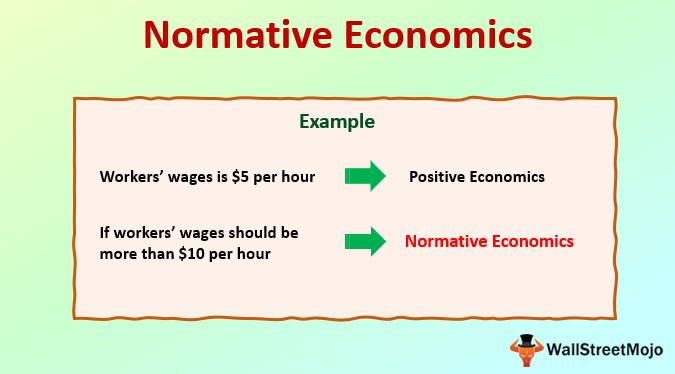 Normative Economics
Example
Workers’ wages is $5 per hour
Positive Economics
If workers’ wages should be
more than $10 per hour
Normative Economics
WallStreetMojo